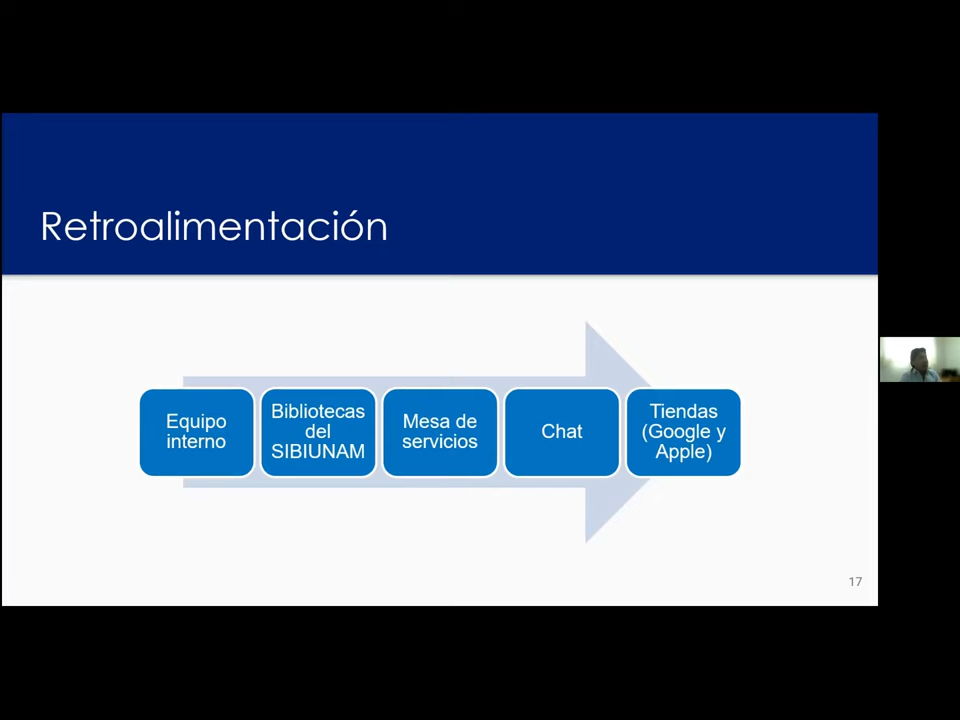 Retroalimentación
Equipo
interno
Bibliotecas
del
SIBIUNAM
Mesa de
servicios
Chat
Tiendas
(Google y
Apple)
17